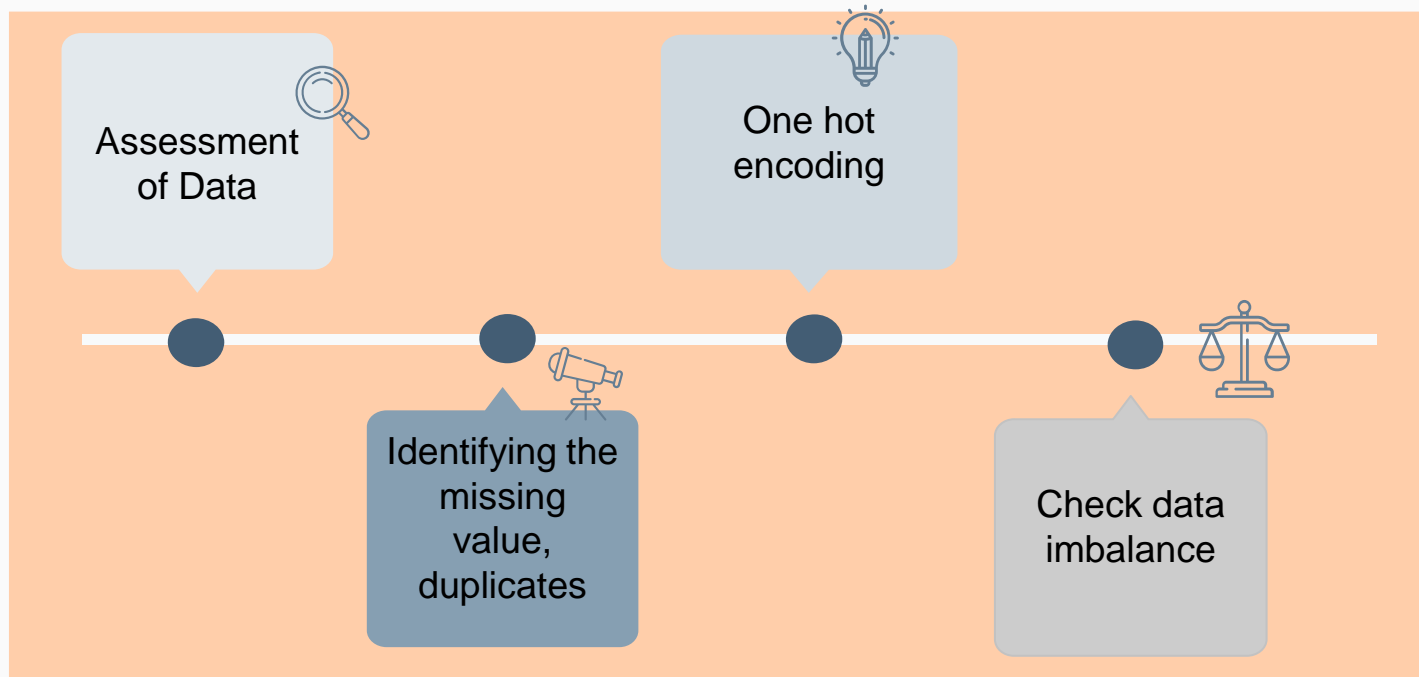 Assessment
of Data
Identifying the
missing
value,
duplicates
One hot
encoding
Check data
imbalance